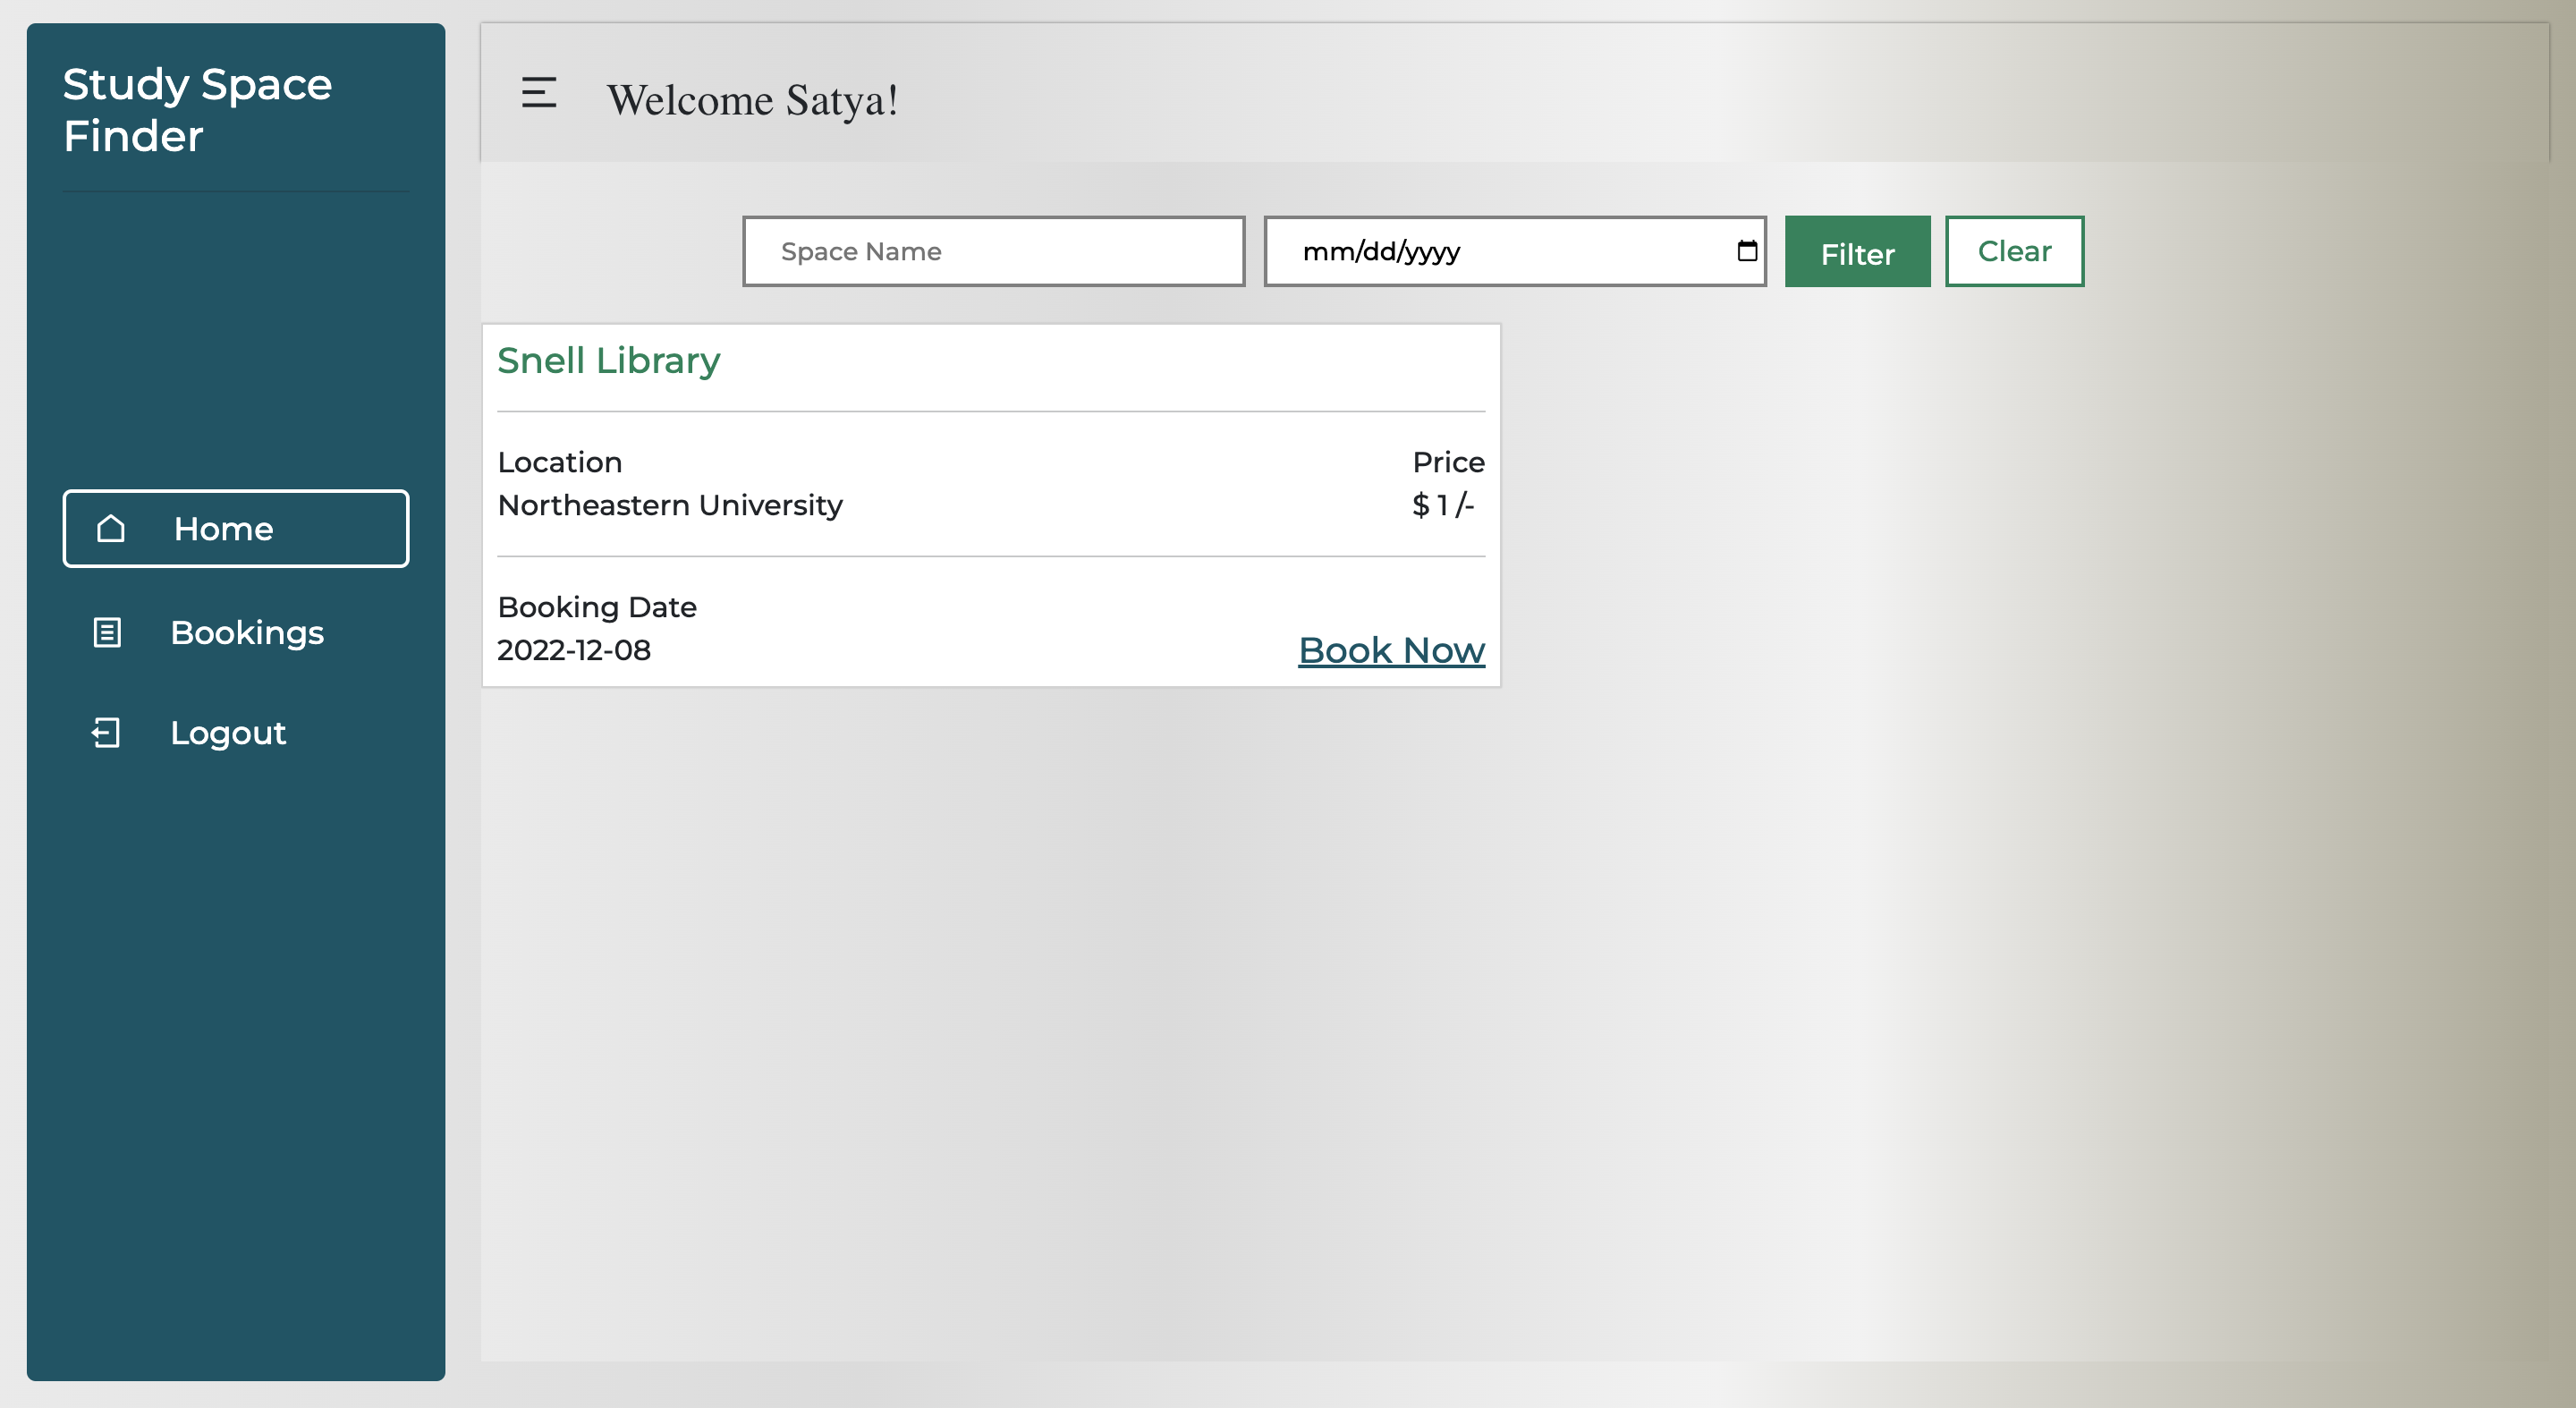 Study Space
Finder
Home
Bookings
Logout
Welcome Satya!
Space Name
mm/dd/yyyy
Filter
Clear
Snell Library
Location
Price
Northeastern University
$ 1 /-
Booking Date
2022-12-08
Book Now